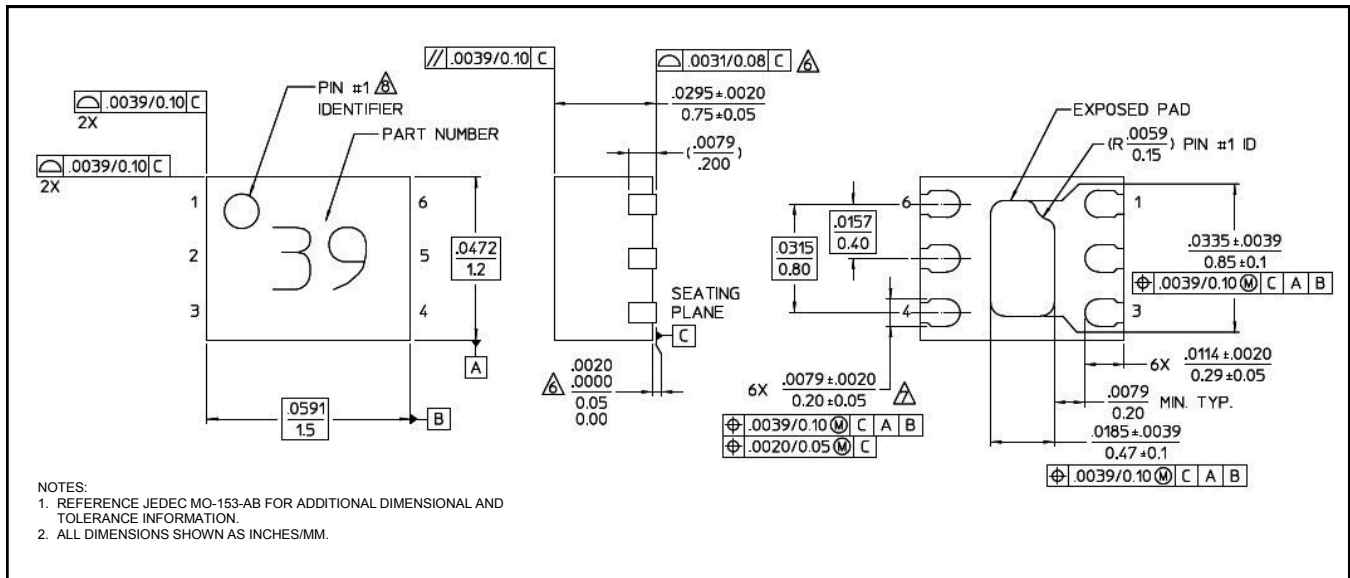 // .0039/0.10 C
⌓ .0031/0.08 C 6
PIN #1 8
IDENTIFIER
PART NUMBER
⌓ .0039/0.10 C
2X
⌓ .0039/0.10 C
2X
.0295±.0020
0.75±0.05
(.0079
.200)
EXPOSED PAD
(R .0059
0.15) PIN #1 ID
1
2
3
39
6
5
4
.0472
1.2
A
.0591
1.5
B
SEATING
PLANE
C
6
.0020
.0000
0.05
0.00
.0315
0.80
.0157
0.40
6
4
1
3
.0335±.0039
0.85±0.1
⌖ .0039/0.10 Ⓜ C A B
6X .0114±.0020
0.29±0.05
6X .0079±.0020
0.20±0.05
7
⌖ .0039/0.10 Ⓜ C A B
⌖ .0020/0.05 Ⓜ C
.0079
0.20 MIN. TYP.
.0185±.0039
0.47±0.1
⌖ .0039/0.10 Ⓜ C A B
NOTES:
1. REFERENCE JEDEC MO-153-AB FOR ADDITIONAL DIMENSIONAL AND
TOLERANCE INFORMATION.
2. ALL DIMENSIONS SHOWN AS INCHES/MM.